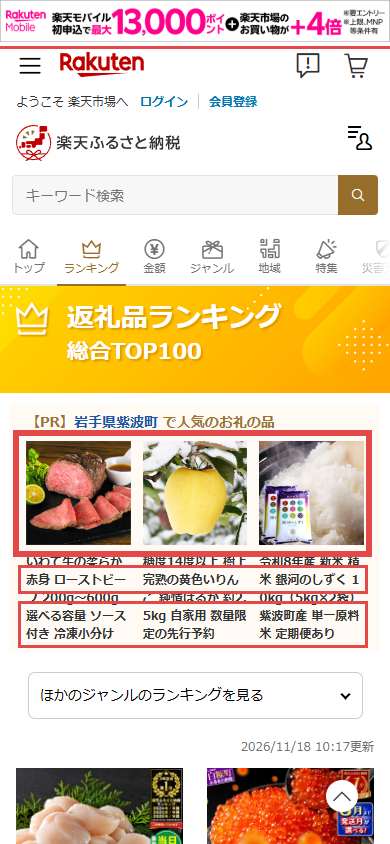 Rakuten Mobile
楽天モバイル 初申込で最大 13,000ポイント + 楽天市場のお買い物が +4倍
※要エントリー ※上限、MNP等条件有
Rakuten
ようこそ 楽天市場へ ログイン 会員登録
楽天ふるさと納税
キーワード検索
トップ ランキング 金額 ジャンル 地域 特集 災害
返礼品ランキング
総合TOP100
【PR】岩手県紫波町 で人気のお礼の品
いわて牛の柔らか
赤身 ローストビー
フ 200g～600g
選べる容量 ソース
付き 冷凍小分け
糖度14度以上 樹上
完熟の黄色いりん
ご 純情はるか 約2.
5kg 自家用 数量限
定の先行予約
令和8年産 新米 精
米 銀河のしずく 1
0kg（5kg×2袋）
紫波町産 単一原料
米 定期便あり
ほかのジャンルのランキングを見る
2026/11/18 10:17更新